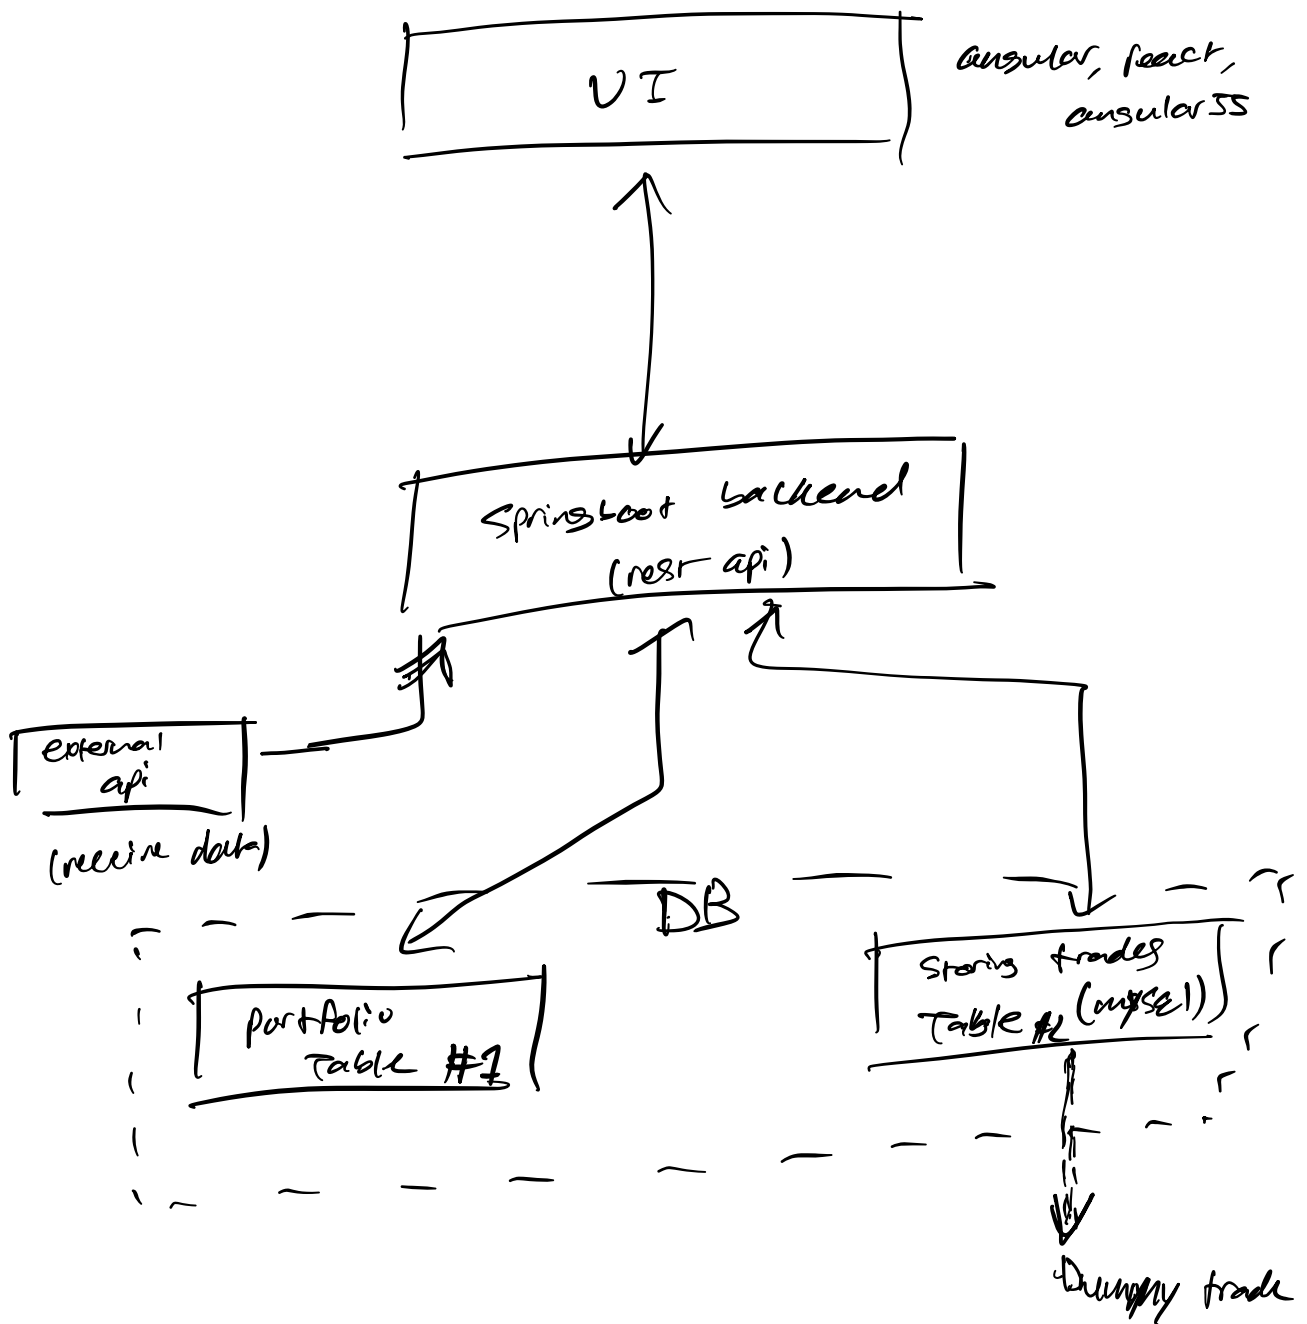 UI
angular, react,
angularJS
Springboot backend
(rest api)
external
api
(receive data)
DB
portfolio
Table #1
Storing trades
Table #2 (mysql)
Dummy trade